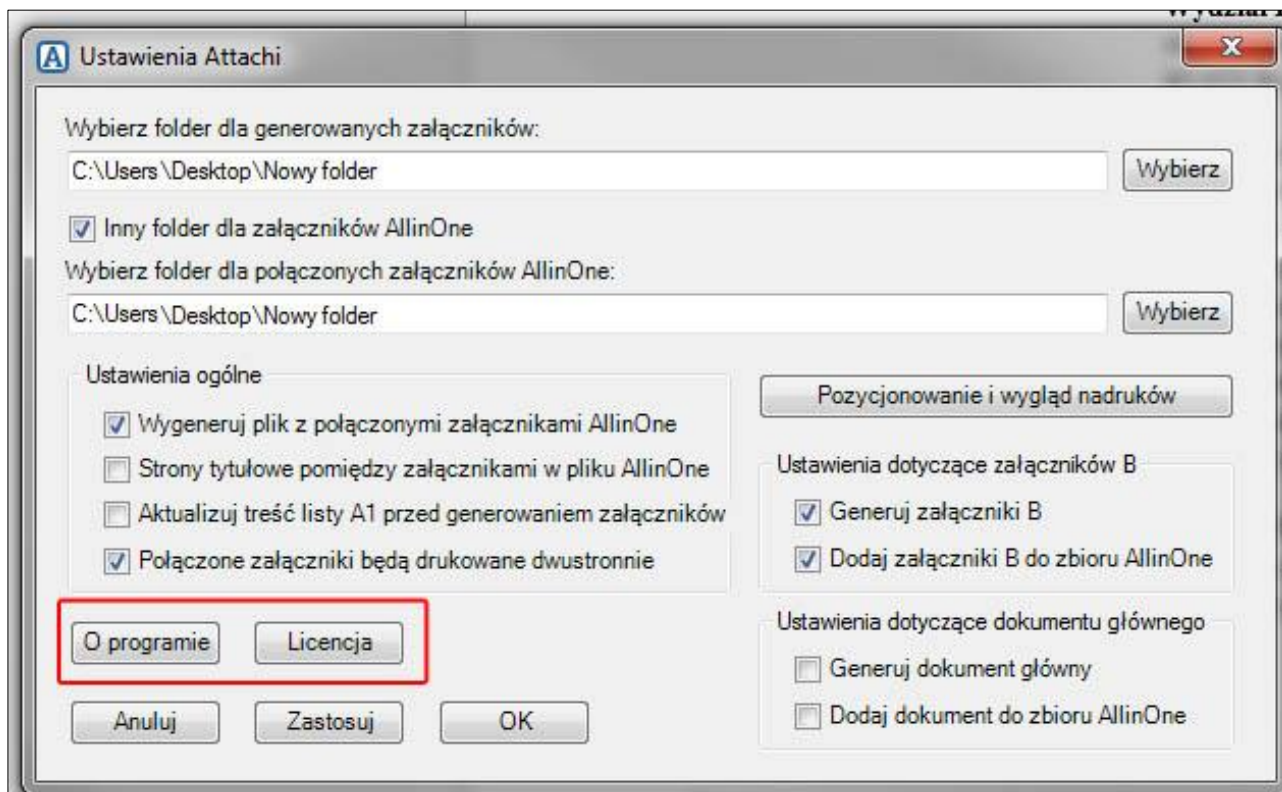 Wydział
Ustawienia Attachi
Wybierz folder dla generowanych załączników:
C:\Users\Desktop\Nowy folder
Wybierz
Inny folder dla załączników AllinOne
Wybierz folder dla połączonych załączników AllinOne:
C:\Users\Desktop\Nowy folder
Wybierz
Ustawienia ogólne
Wygeneruj plik z połączonymi załącznikami AllinOne
Strony tytułowe pomiędzy załącznikami w pliku AllinOne
Aktualizuj treść listy A1 przed generowaniem załączników
Połączone załączniki będą drukowane dwustronnie
Pozycjonowanie i wygląd nadruków
Ustawienia dotyczące załączników B
Generuj załączniki B
Dodaj załączniki B do zbioru AllinOne
Ustawienia dotyczące dokumentu głównego
Generuj dokument główny
Dodaj dokument do zbioru AllinOne
O programie
Licencja
Anuluj
Zastosuj
OK